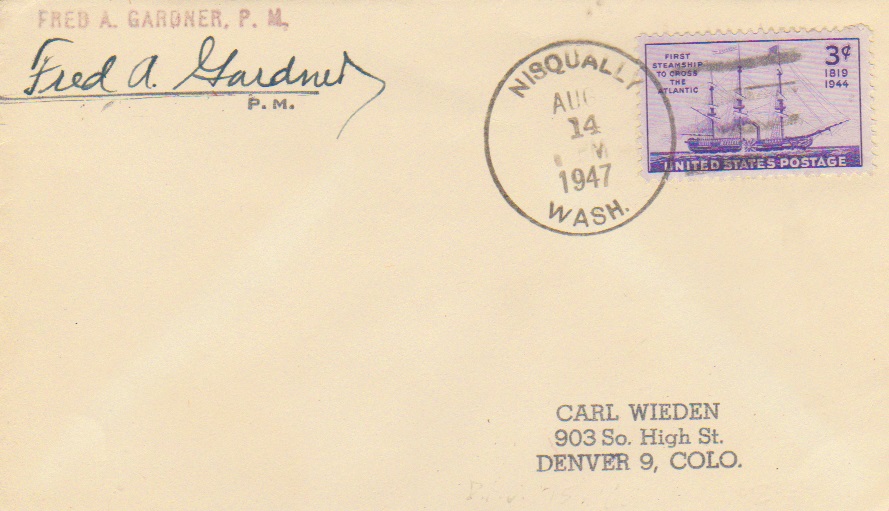 FRED A. GARDNER, P. M.,
Fred A. Gardner
P. M.
NISQUALLY
AUG
14
M
1947
WASH.
FIRST
STEAMSHIP
TO CROSS
THE
ATLANTIC
3¢
1819
1944
UNITED STATES POSTAGE
CARL WIEDEN
903 So. High St.
DENVER 9, COLO.